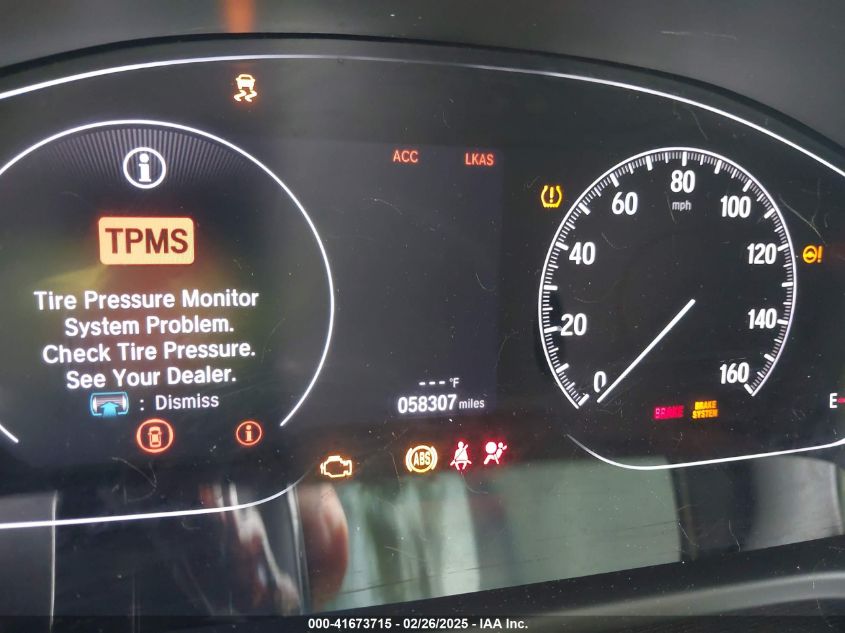 ACC
LKAS
TPMS
Tire Pressure Monitor
System Problem.
Check Tire Pressure.
See Your Dealer.
: Dismiss
---°F
058307 miles
0
20
40
60
80
mph
100
120
140
160
BRAKE
BRAKE
SYSTEM
E
ABS
000-41673715 - 02/26/2025 - IAA Inc.